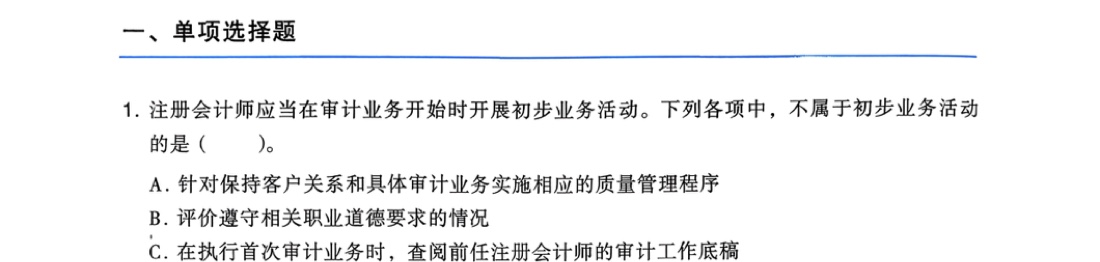 一、单项选择题
1. 注册会计师应当在审计业务开始时开展初步业务活动。下列各项中，不属于初步业务活动
的是（　　）。
A. 针对保持客户关系和具体审计业务实施相应的质量管理程序
B. 评价遵守相关职业道德要求的情况
C. 在执行首次审计业务时，查阅前任注册会计师的审计工作底稿